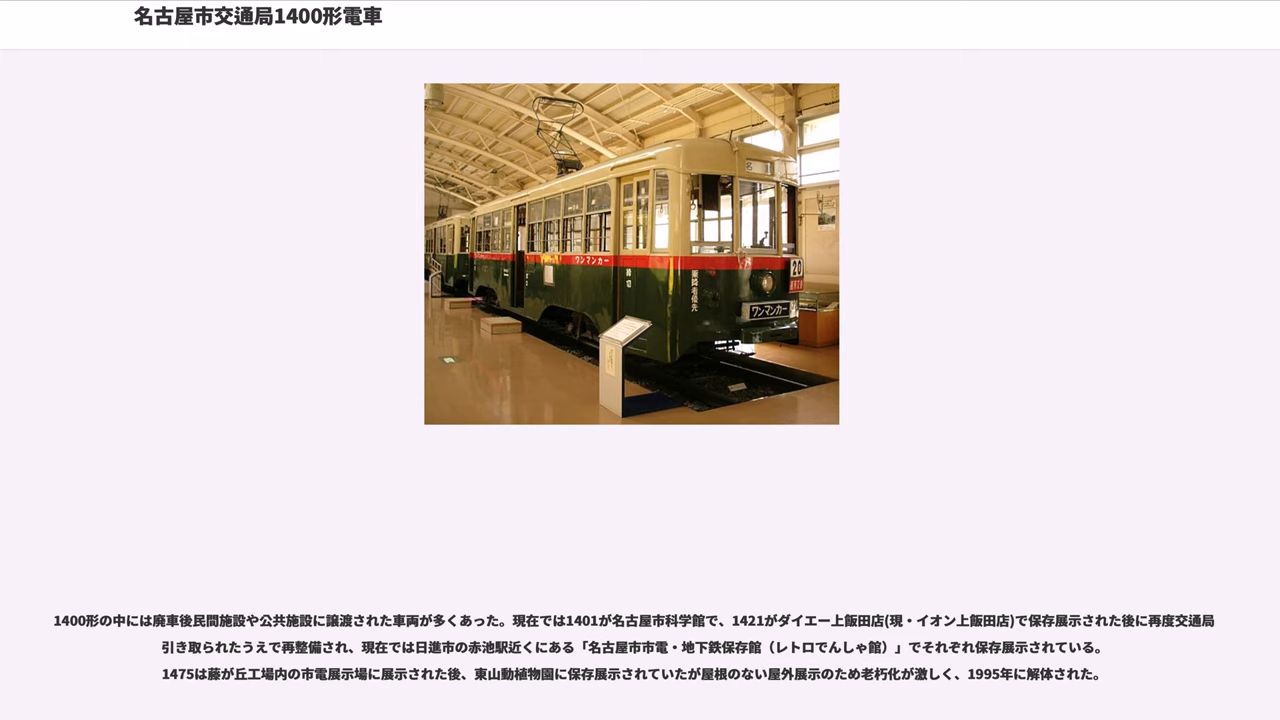 名古屋市交通局1400形電車
名
ワンマンカー
20
乗降者優先
ワンマンカー
1400形の中には廃車後民間施設や公共施設に譲渡された車両が多くあった。現在では1401が名古屋市科学館で、1421がダイエー上飯田店(現・イオン上飯田店)で保存展示された後に再度交通局
引き取られたうえで再整備され、現在では日進市の赤池駅近くにある「名古屋市市電・地下鉄保存館（レトロでんしゃ館）」でそれぞれ保存展示されている。
1475は藤が丘工場内の市電展示場に展示された後、東山動植物園に保存展示されていたが屋根のない屋外展示のため老朽化が激しく、1995年に解体された。